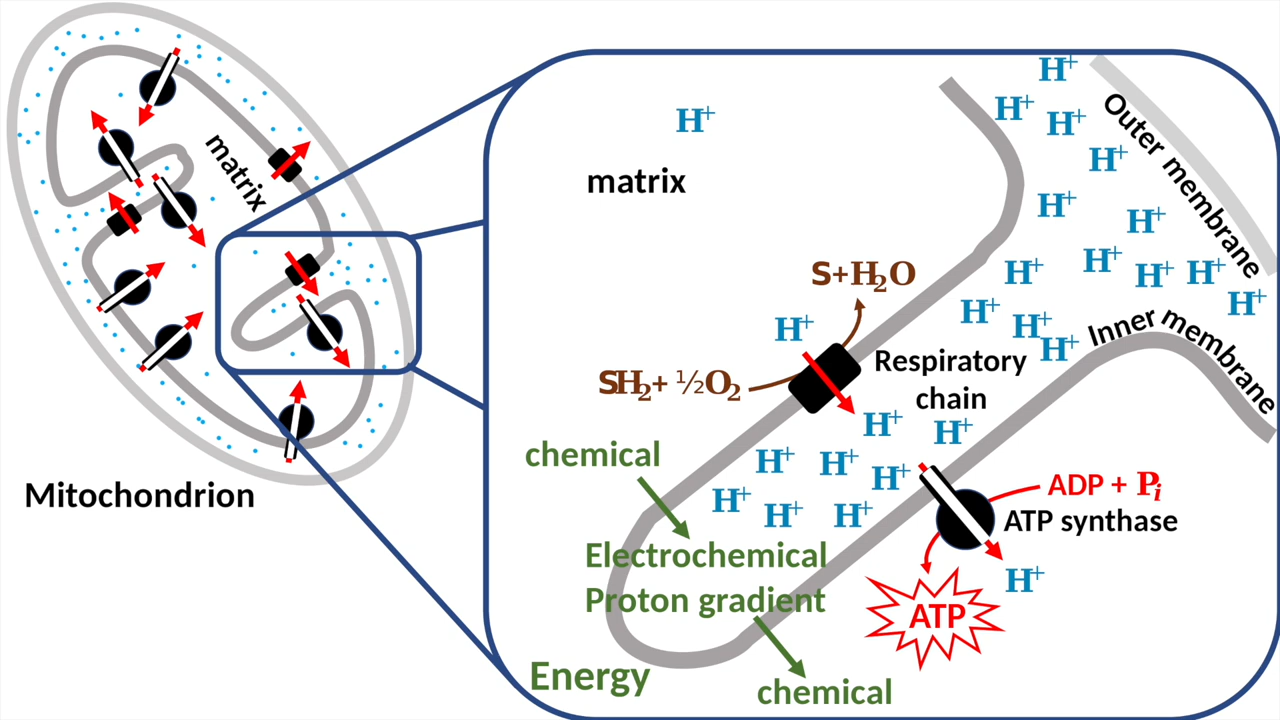 matrix
Mitochondrion
H⁺
matrix
H⁺
H⁺
H⁺
H⁺
H⁺
H⁺
H⁺
H⁺
H⁺
H⁺
H⁺
H⁺
H⁺
H⁺
Outer membrane
Inner membrane
S+H₂O
H⁺
SH₂+ ½O₂
Respiratory
chain
H⁺
H⁺
H⁺
H⁺
H⁺
H⁺
H⁺
H⁺
chemical
Electrochemical
Proton gradient
Energy
chemical
ADP + Pᵢ
ATP synthase
H⁺
ATP